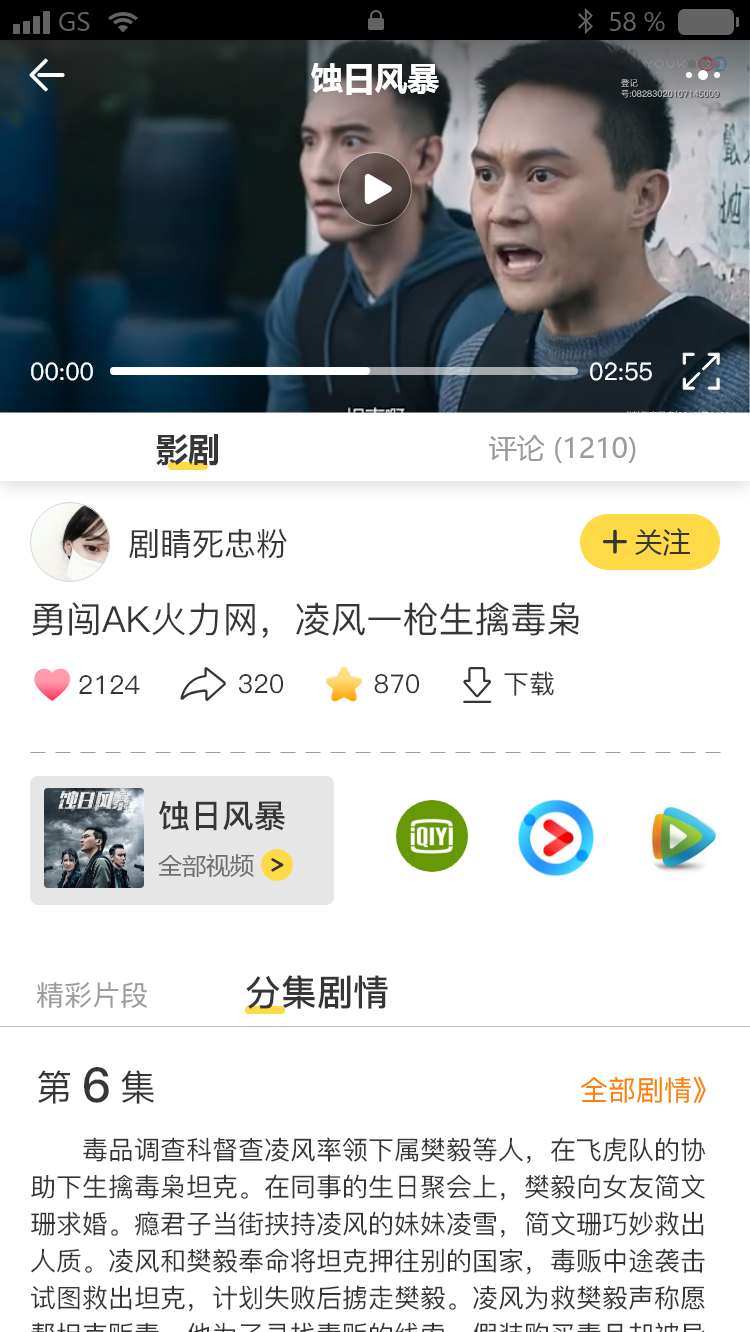 GS 58 %
蚀日风暴
YOUKU
登记
号:08283020107145009
00:00 02:55
影剧 评论 (1210)
剧睛死忠粉 关注
勇闯AK火力网，凌风一枪生擒毒枭
2124 320 870 下载
蚀日风暴
蚀日风暴
全部视频 >
iQIYI
精彩片段 分集剧情
第 6 集 全部剧情》
毒品调查科督查凌风率领下属樊毅等人，在飞虎队的协
助下生擒毒枭坦克。在同事的生日聚会上，樊毅向女友简文
珊求婚。瘾君子当街挟持凌风的妹妹凌雪，简文珊巧妙救出
人质。凌风和樊毅奉命将坦克押往别的国家，毒贩中途袭击
试图救出坦克，计划失败后掳走樊毅。凌风为救樊毅声称愿